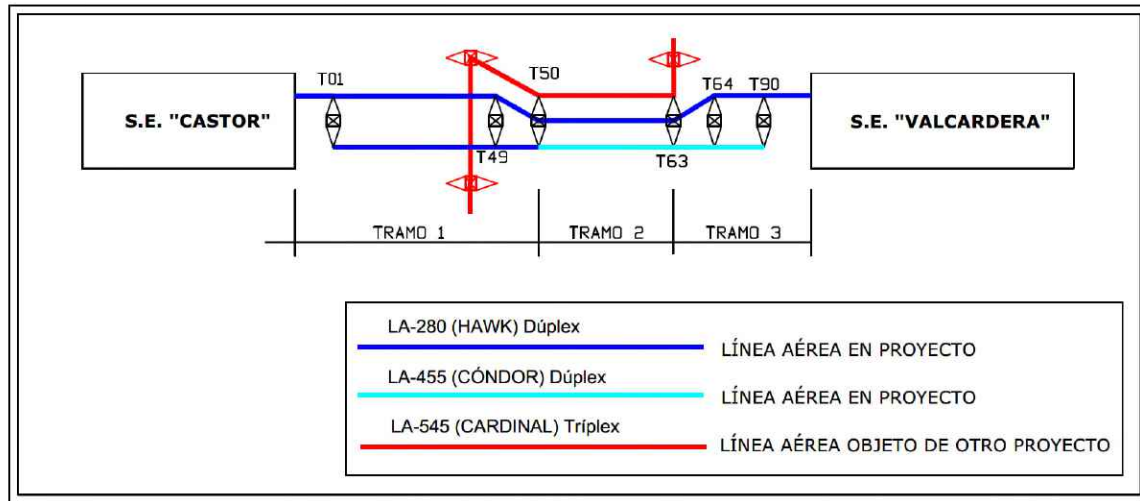 T01
T50
T64
T90
S.E. "CASTOR"
S.E. "VALCARDERA"
T49
T63
TRAMO 1
TRAMO 2
TRAMO 3
LA-280 (HAWK) Dúplex
LÍNEA AÉREA EN PROYECTO
LA-455 (CÓNDOR) Dúplex
LÍNEA AÉREA EN PROYECTO
LA-545 (CARDINAL) Tríplex
LÍNEA AÉREA OBJETO DE OTRO PROYECTO